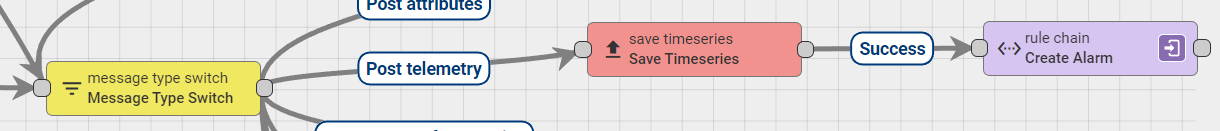 Post attributes
save timeseries
Save Timeseries
Success
rule chain
Create Alarm
Post telemetry
message type switch
Message Type Switch